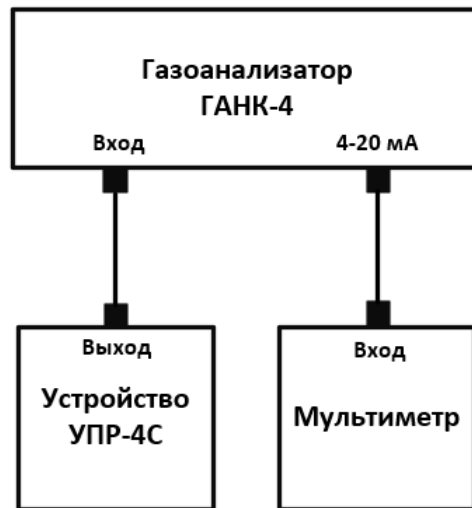 Газоанализатор
ГАНК-4
Вход
4-20 мА
Выход
Устройство
УПР-4С
Вход
Мультиметр